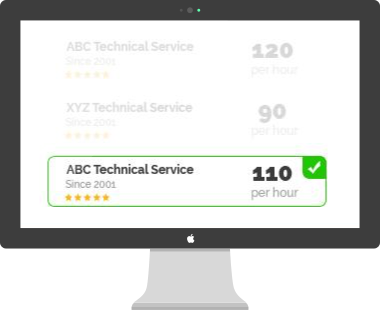 ABC Technical Service
Since 2001
120
per hour
XYZ Technical Service
Since 2001
90
per hour
ABC Technical Service
Since 2001
110
per hour